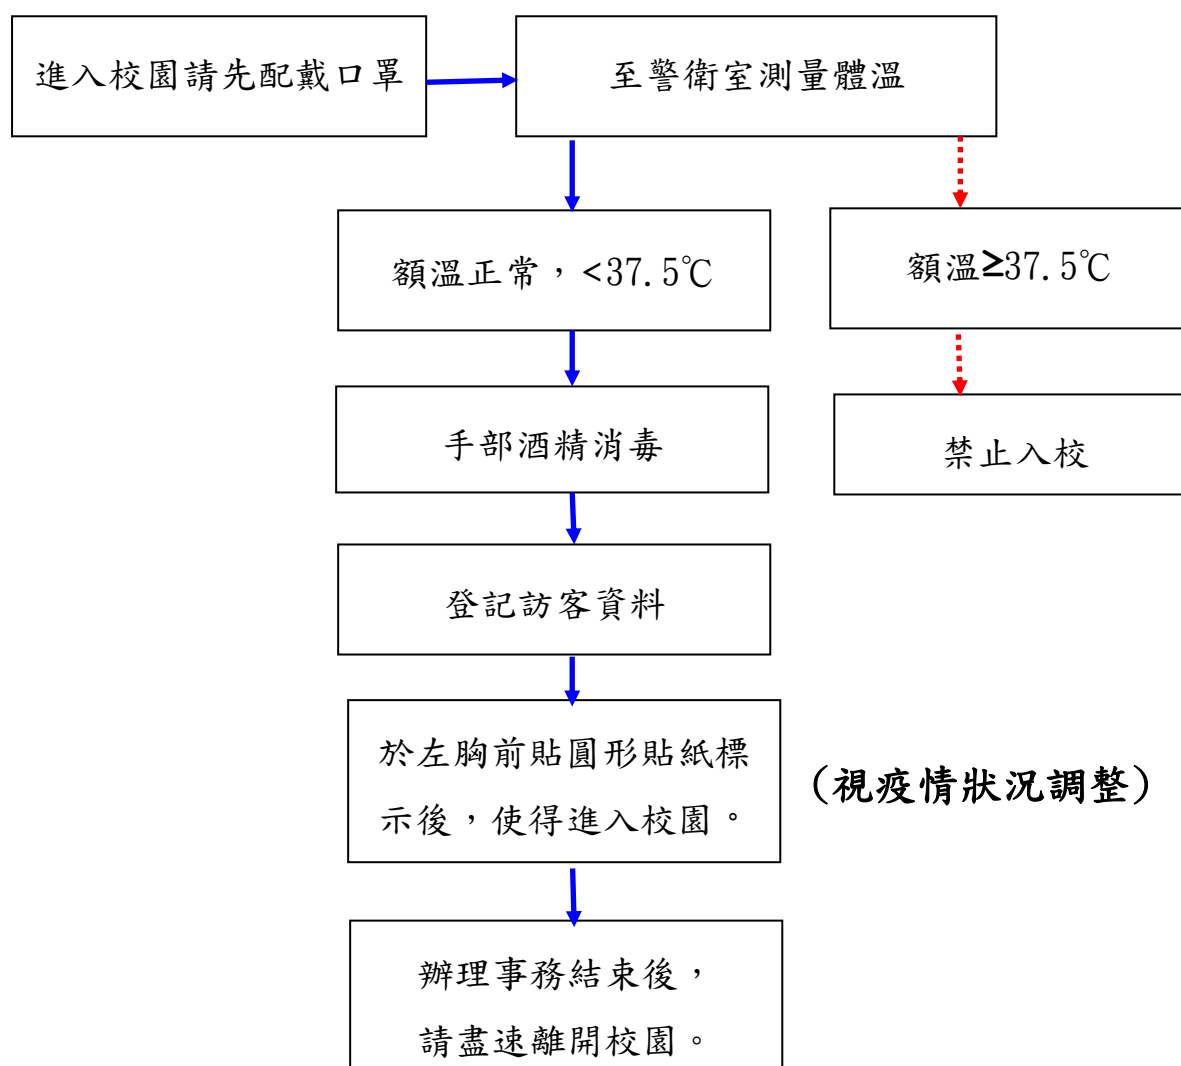 進入校園請先配戴口罩
至警衛室測量體溫
額溫正常，<37.5℃
額溫≥37.5℃
手部酒精消毒
禁止入校
登記訪客資料
於左胸前貼圓形貼紙標
示後，使得進入校園。
(視疫情狀況調整)
辦理事務結束後，
請盡速離開校園。